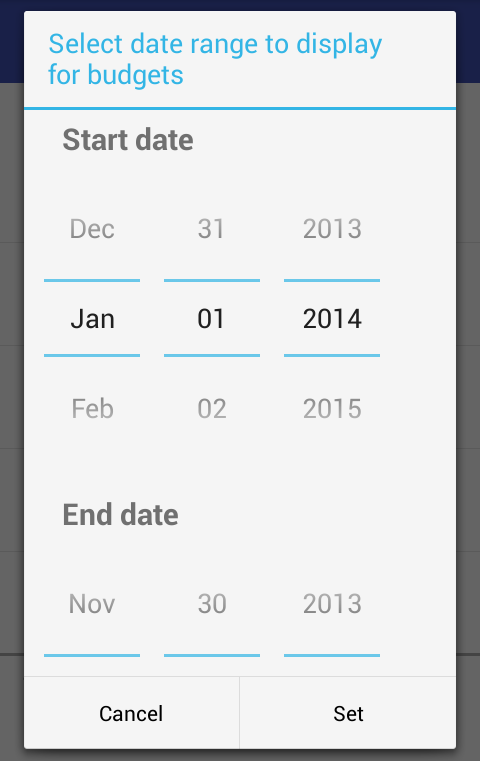 Select date range to display
for budgets
Start date
Dec 31 2013
Jan 01 2014
Feb 02 2015
End date
Nov 30 2013
Cancel Set